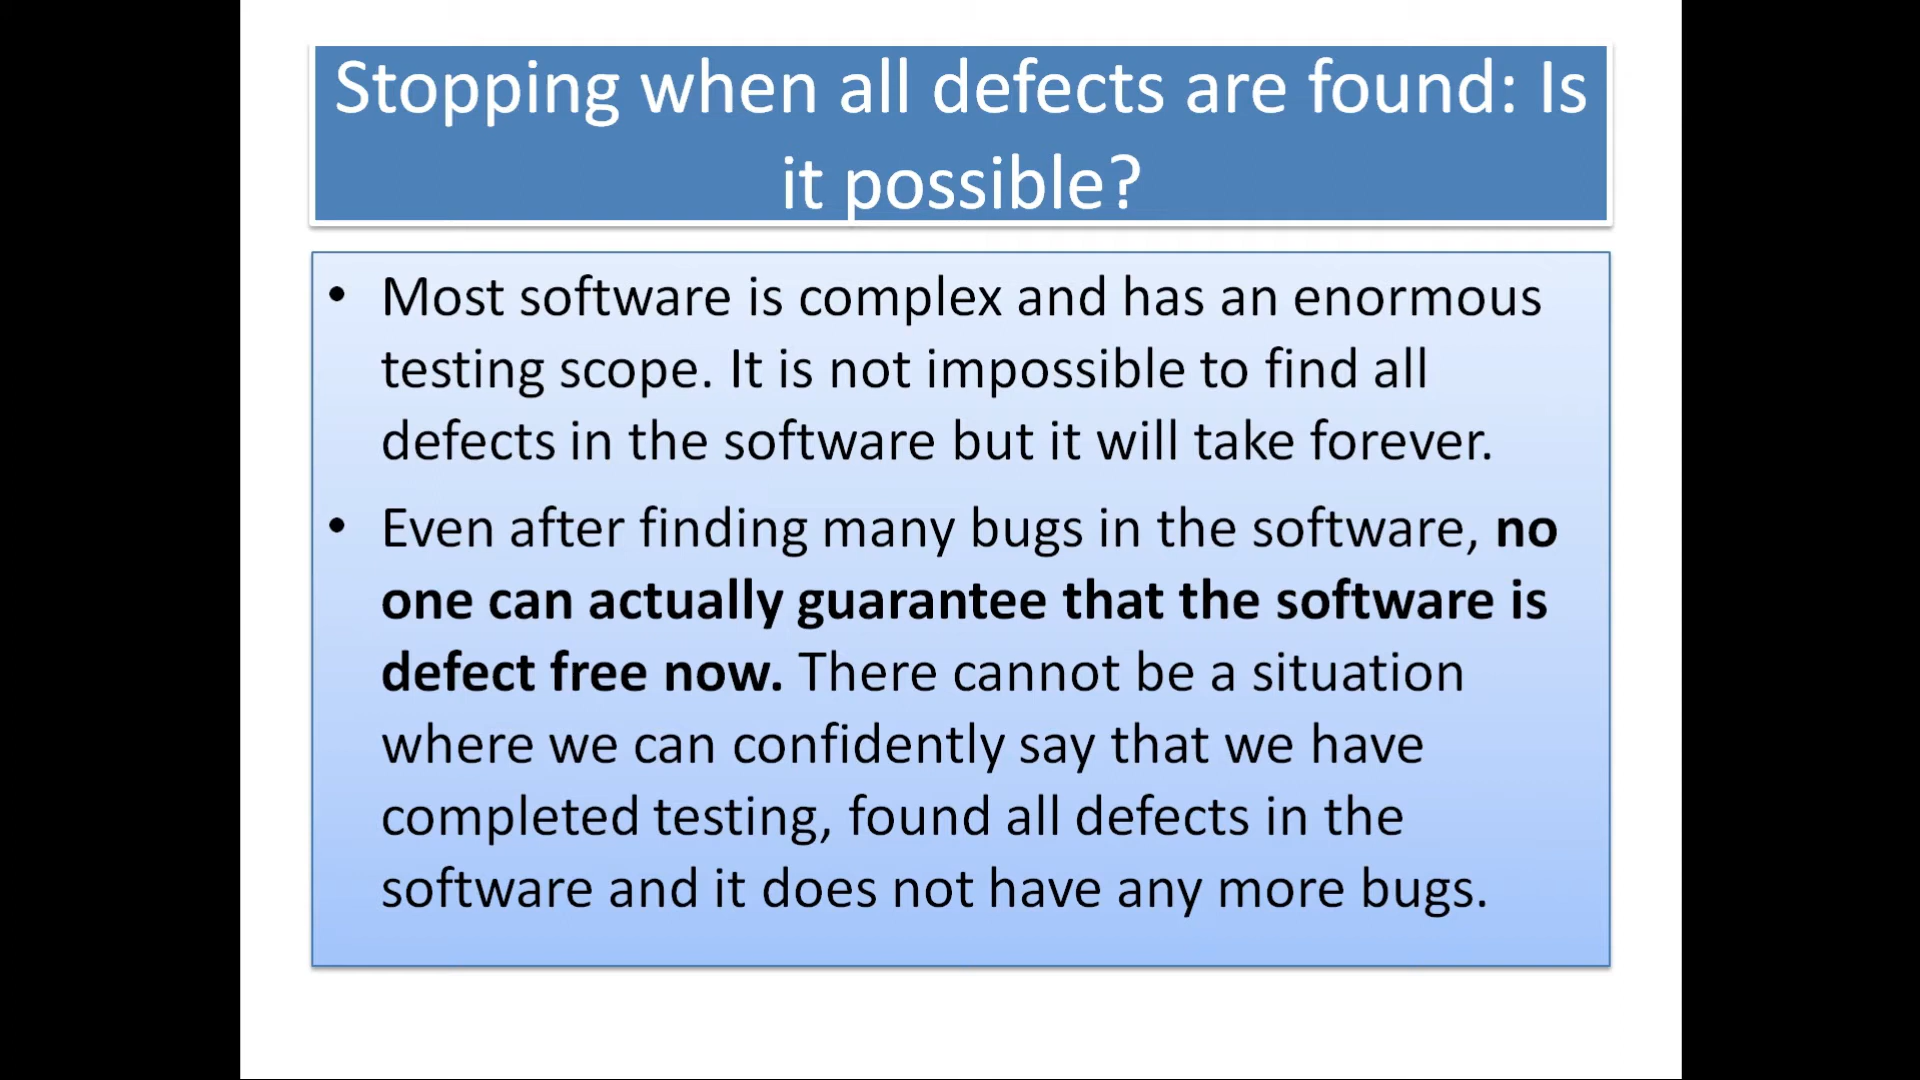 Stopping when all defects are found: Is
it possible?
• Most software is complex and has an enormous
testing scope. It is not impossible to find all
defects in the software but it will take forever.
• Even after finding many bugs in the software, no
one can actually guarantee that the software is
defect free now. There cannot be a situation
where we can confidently say that we have
completed testing, found all defects in the
software and it does not have any more bugs.